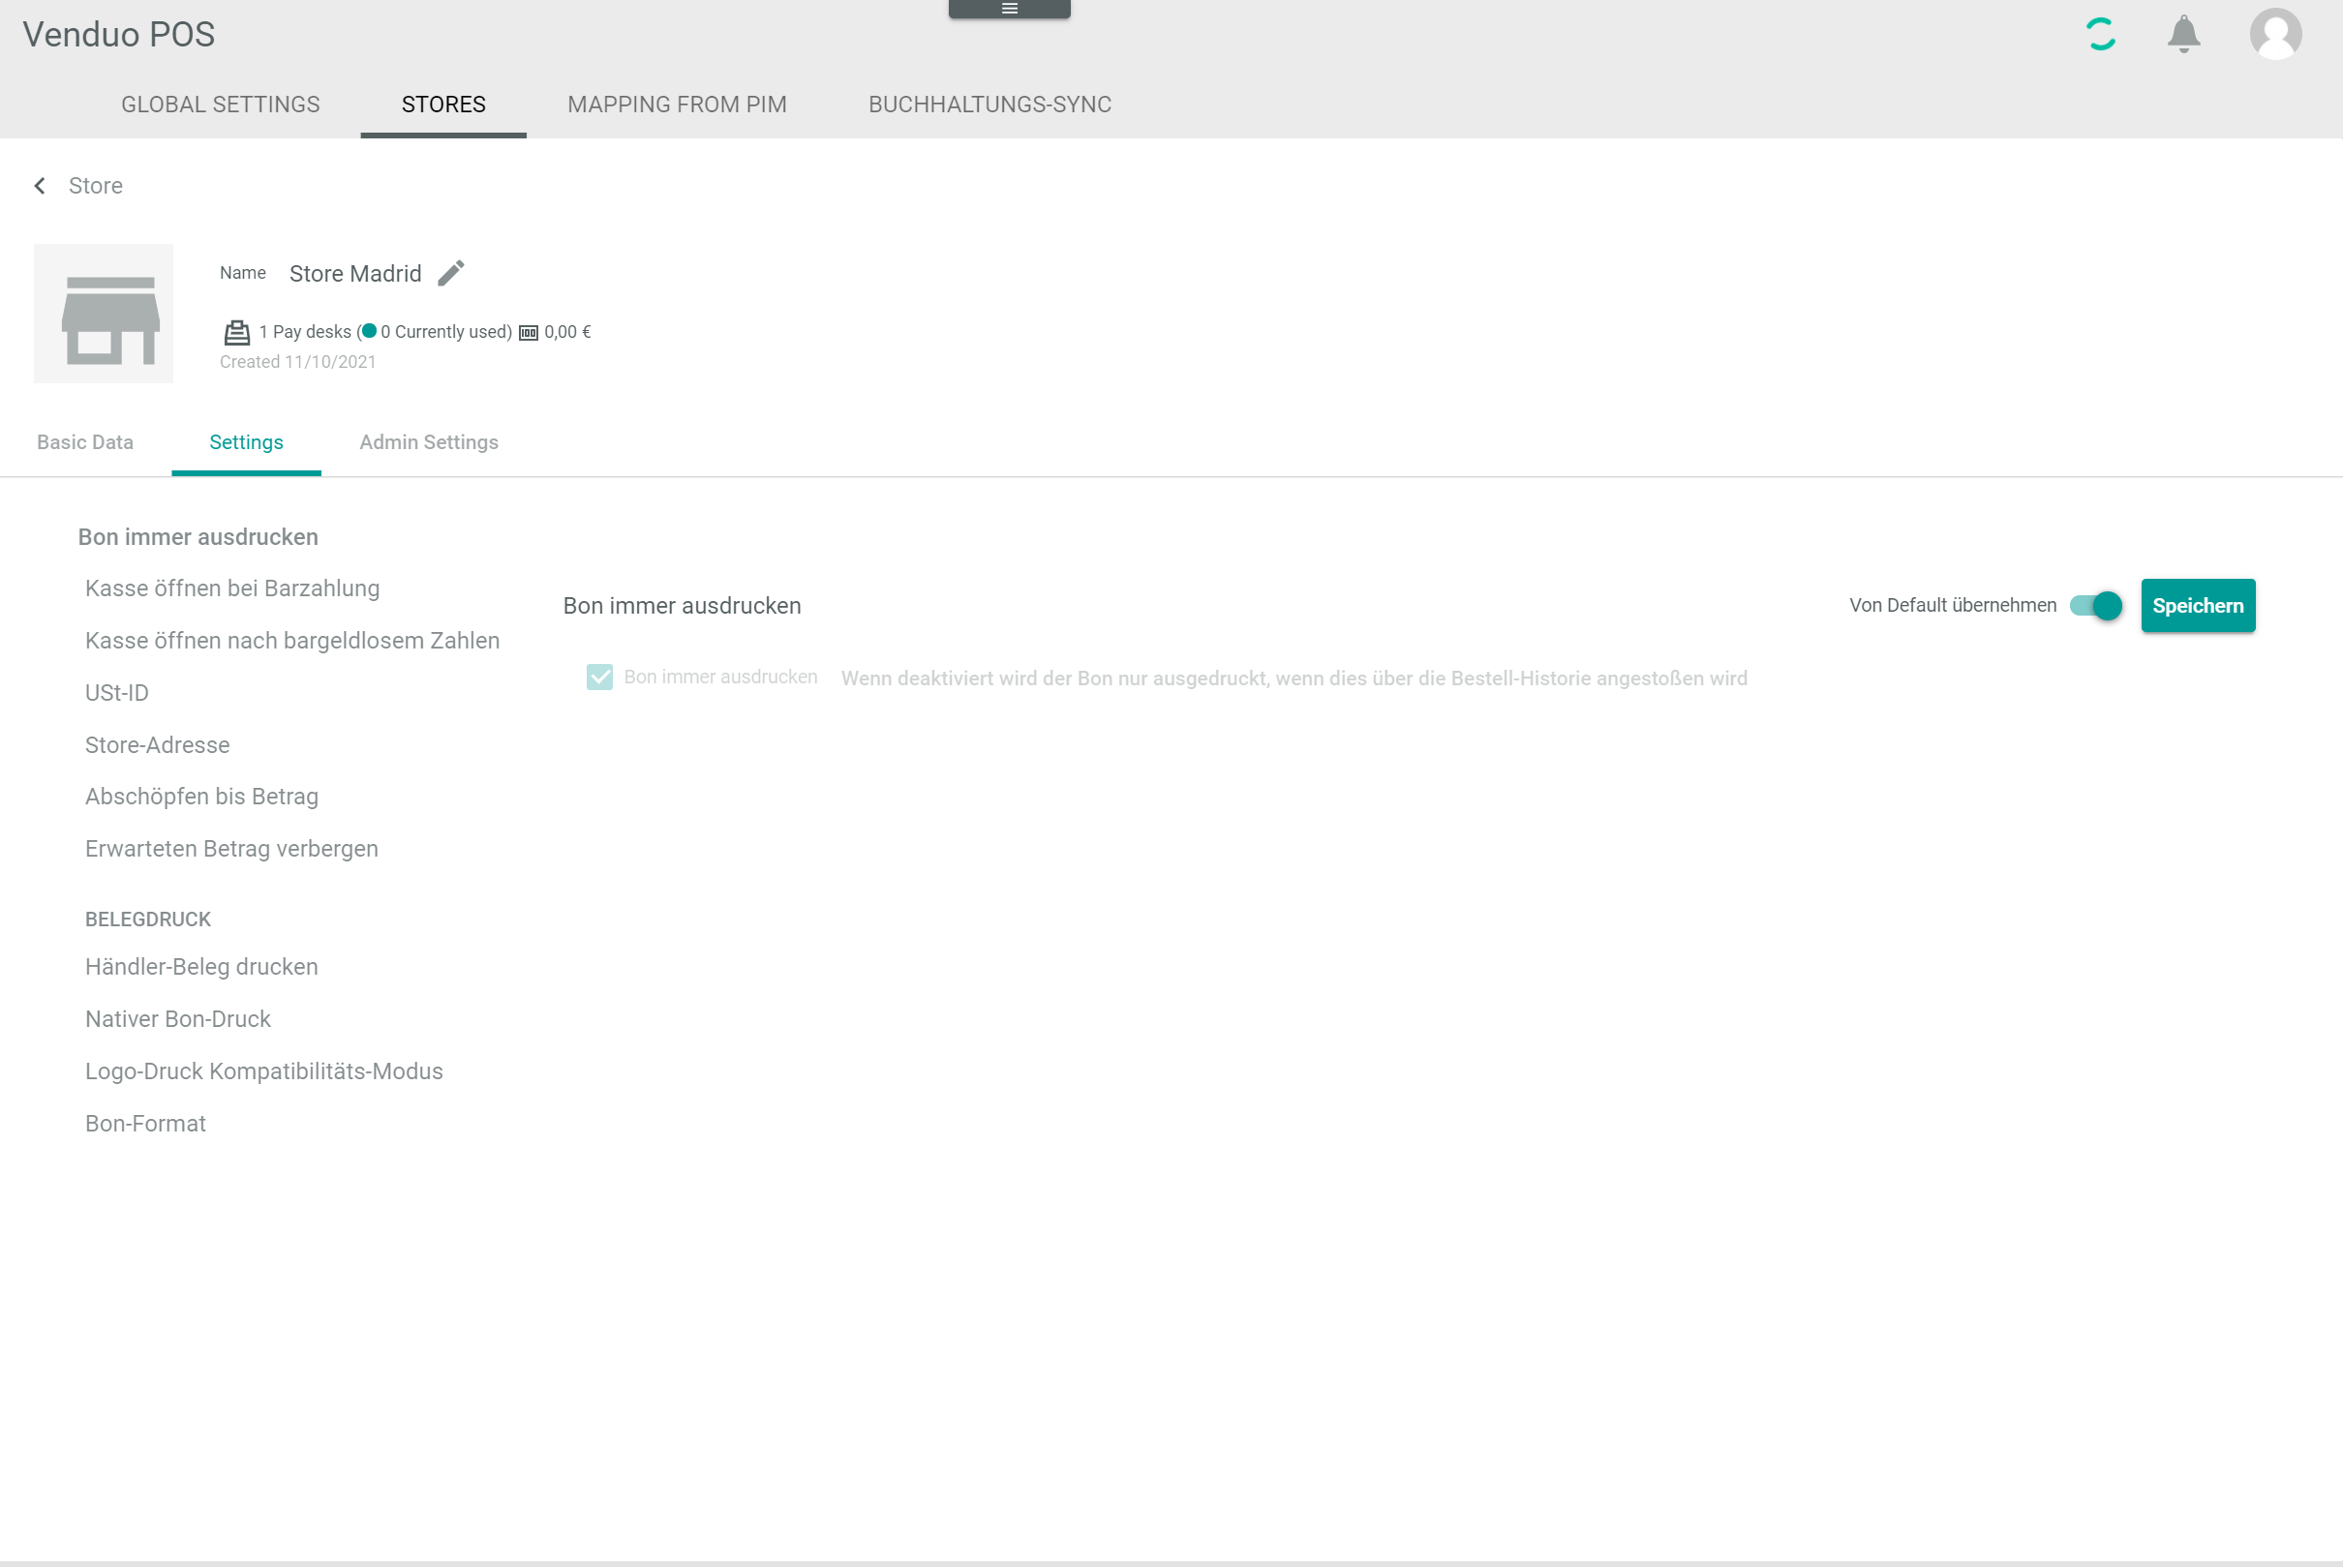 Venduo POS
GLOBAL SETTINGS STORES MAPPING FROM PIM BUCHHALTUNGS-SYNC
Store
Name Store Madrid
1 Pay desks (0 Currently used) 0,00 €
Created 11/10/2021
Basic Data Settings Admin Settings
Bon immer ausdrucken
Kasse öffnen bei Barzahlung
Kasse öffnen nach bargeldlosem Zahlen
USt-ID
Store-Adresse
Abschöpfen bis Betrag
Erwarteten Betrag verbergen
BELEGDRUCK
Händler-Beleg drucken
Nativer Bon-Druck
Logo-Druck Kompatibilitäts-Modus
Bon-Format
Bon immer ausdrucken Von Default übernehmen Speichern
Bon immer ausdrucken Wenn deaktiviert wird der Bon nur ausgedruckt, wenn dies über die Bestell-Historie angestoßen wird